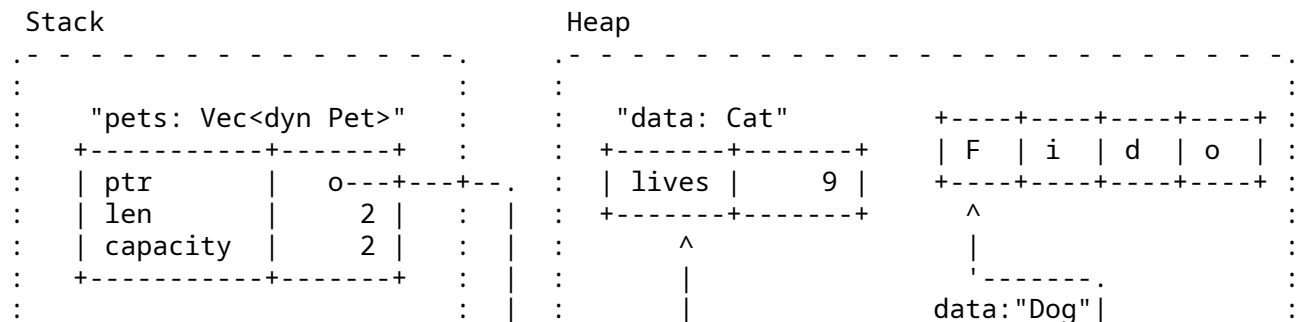 Stack Heap
.- - - - - - - - - - - - - -. .- - - - - - - - - - - - - - - - - - - - - - -.
: : : :
: "pets: Vec<dyn Pet>" : : "data: Cat" +----+----+----+----+ :
: +-----------+-------+ : : +-------+-------+ | F | i | d | o | :
: | ptr | o---+---+--. : | lives | 9 | +----+----+----+----+ :
: | len | 2 | : | : +-------+-------+ ^ :
: | capacity | 2 | : | : ^ | :
: +-----------+-------+ : | : | '-------. :
: : | : | data:"Dog"| :